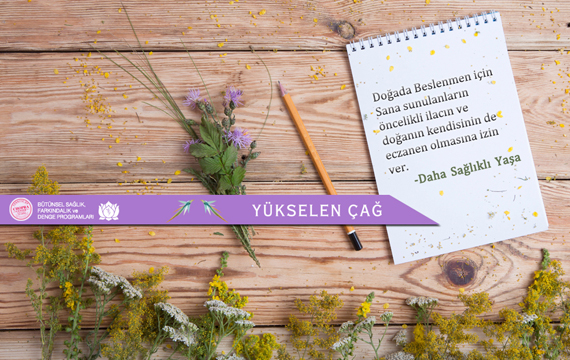 Doğada Beslenmen için
Sana sunulanların
öncelikli ilacın ve
doğanın kendisinin de
eczanen olmasına izin
ver.
-Daha Sağlıklı Yaşa
BÜTÜNSEL SAĞLIK,
FARKINDALIK ve
DENGE PROGRAMLARI
YÜKSELEN ÇAĞ